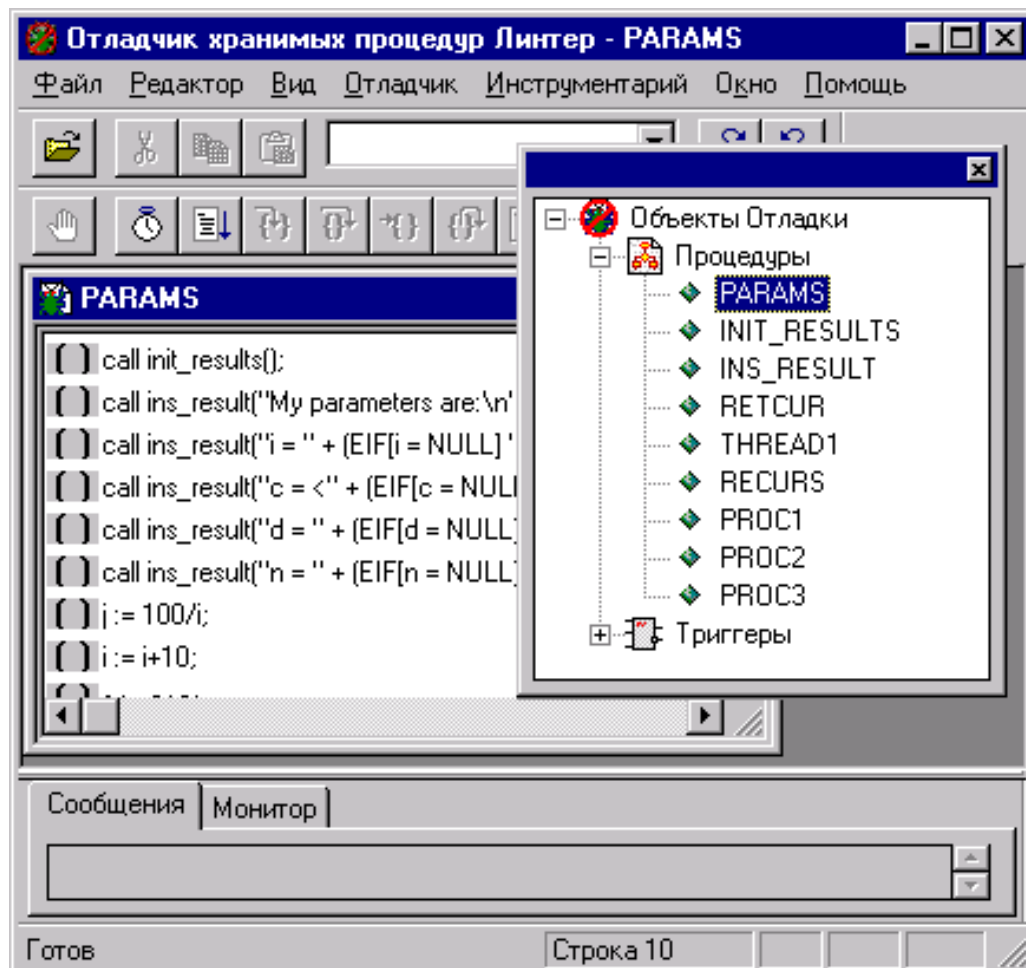 Отладчик хранимых процедур Линтер - PARAMS
Файл Редактор Вид Отладчик Инструментарий Окно Помощь
PARAMS
call init_results();
call ins_result("My parameters are:\n"
call ins_result("i = " + (EIF[i = NULL] "
call ins_result("c = <" + (EIF[c = NULL
call ins_result("d = " + (EIF[d = NULL]
call ins_result("n = " + (EIF[n = NULL]
j := 100/i;
i := i+10;
Объекты Отладки
Процедуры
PARAMS
INIT_RESULTS
INS_RESULT
RETCUR
THREAD1
RECURS
PROC1
PROC2
PROC3
Триггеры
Сообщения Монитор
Готов Строка 10